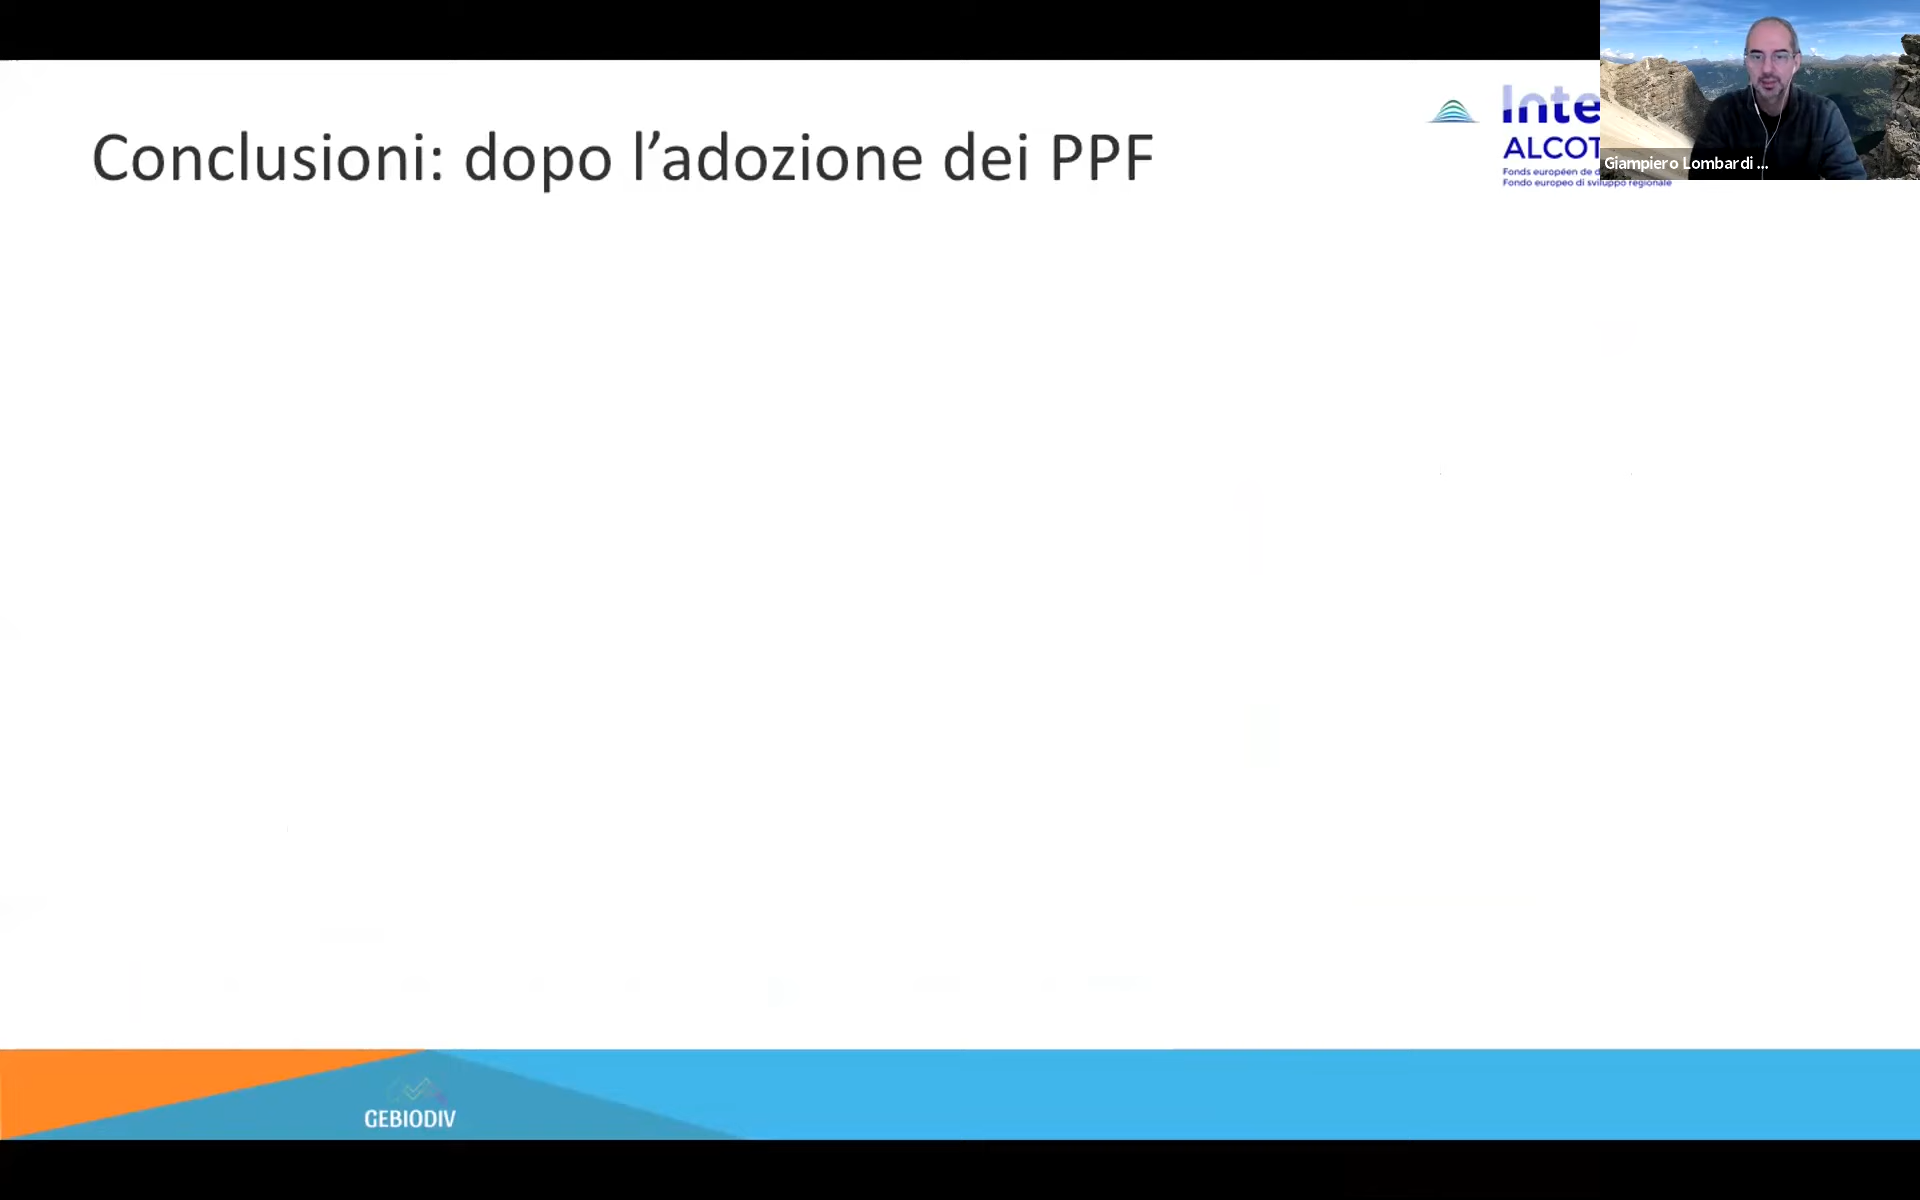 Conclusioni: dopo l’adozione dei PPF
Inte
ALCOT
Fonds européen de d
Fondo europeo di sviluppo regionale
Giampiero Lombardi ...
GEBIODIV